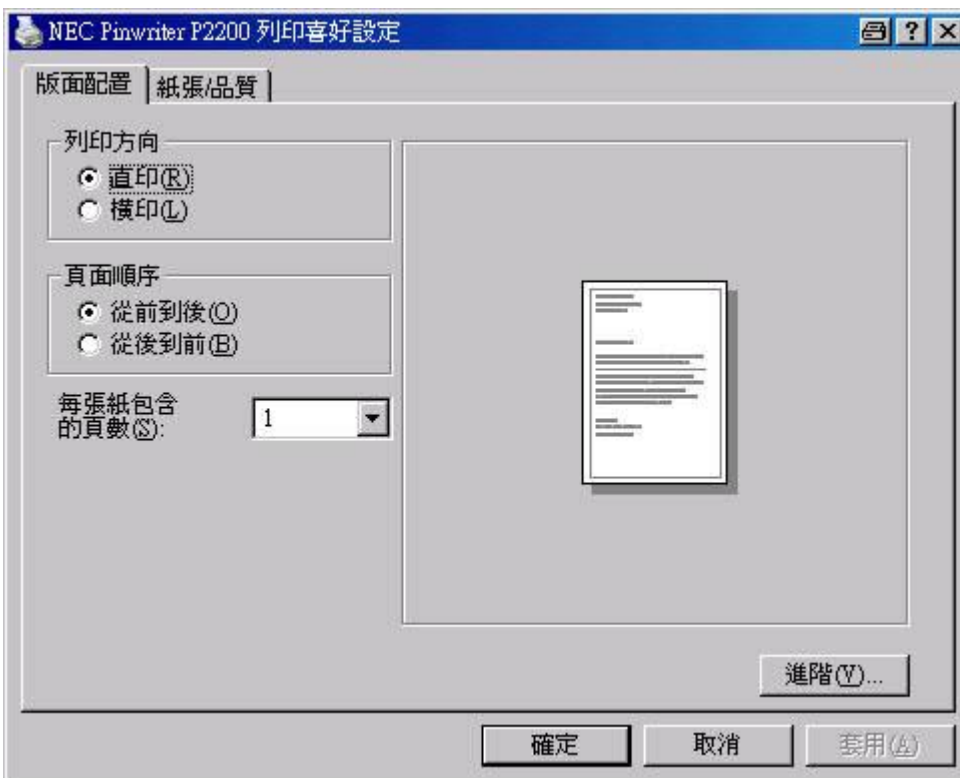 NEC Pinwriter P2200 列印喜好設定
版面配置
紙張/品質
列印方向
直印(R)
橫印(L)
頁面順序
從前到後(O)
從後到前(B)
每張紙包含
的頁數(S):
1
進階(V)...
確定
取消
套用(A)